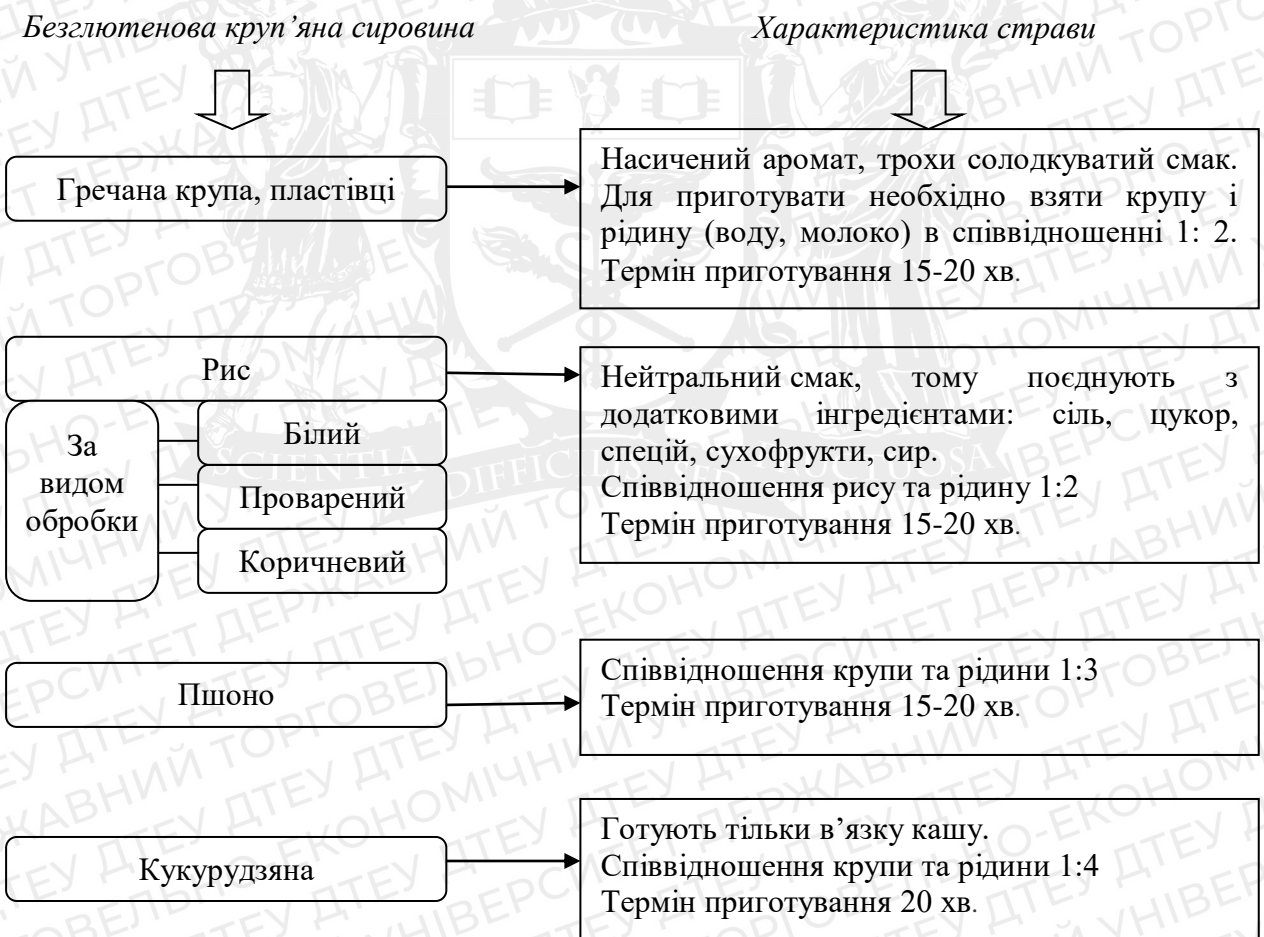 Безглютенова круп’яна сировина
Характеристика страви
Гречана крупа, пластівці
Насичений аромат, трохи солодкуватий смак.
Для приготувати необхідно взяти крупу і
рідину (воду, молоко) в співвідношенні 1: 2.
Термін приготування 15-20 хв.
Рис
За
видом
обробки
Білий
Проварений
Коричневий
Нейтральний смак, тому поєднують з
додатковими інгредієнтами: сіль, цукор,
спецій, сухофрукти, сир.
Співвідношення рису та рідину 1:2
Термін приготування 15-20 хв.
Пшоно
Співвідношення крупи та рідини 1:3
Термін приготування 15-20 хв.
Кукурудзяна
Готують тільки в’язку кашу.
Співвідношення крупи та рідини 1:4
Термін приготування 20 хв.